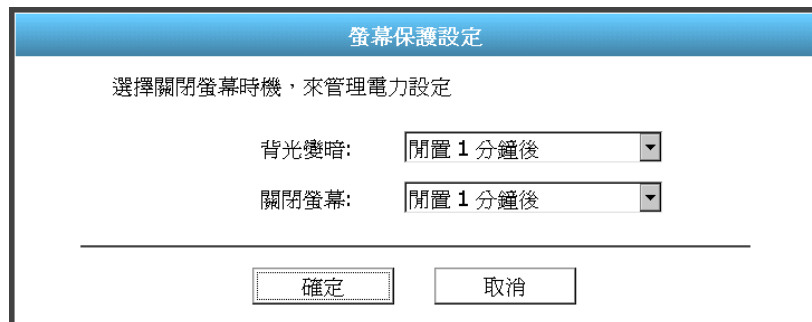 螢幕保護設定
選擇關閉螢幕時機,來管理電力設定
背光變暗: 閒置 1 分鐘後
關閉螢幕: 閒置 1 分鐘後
確定 取消